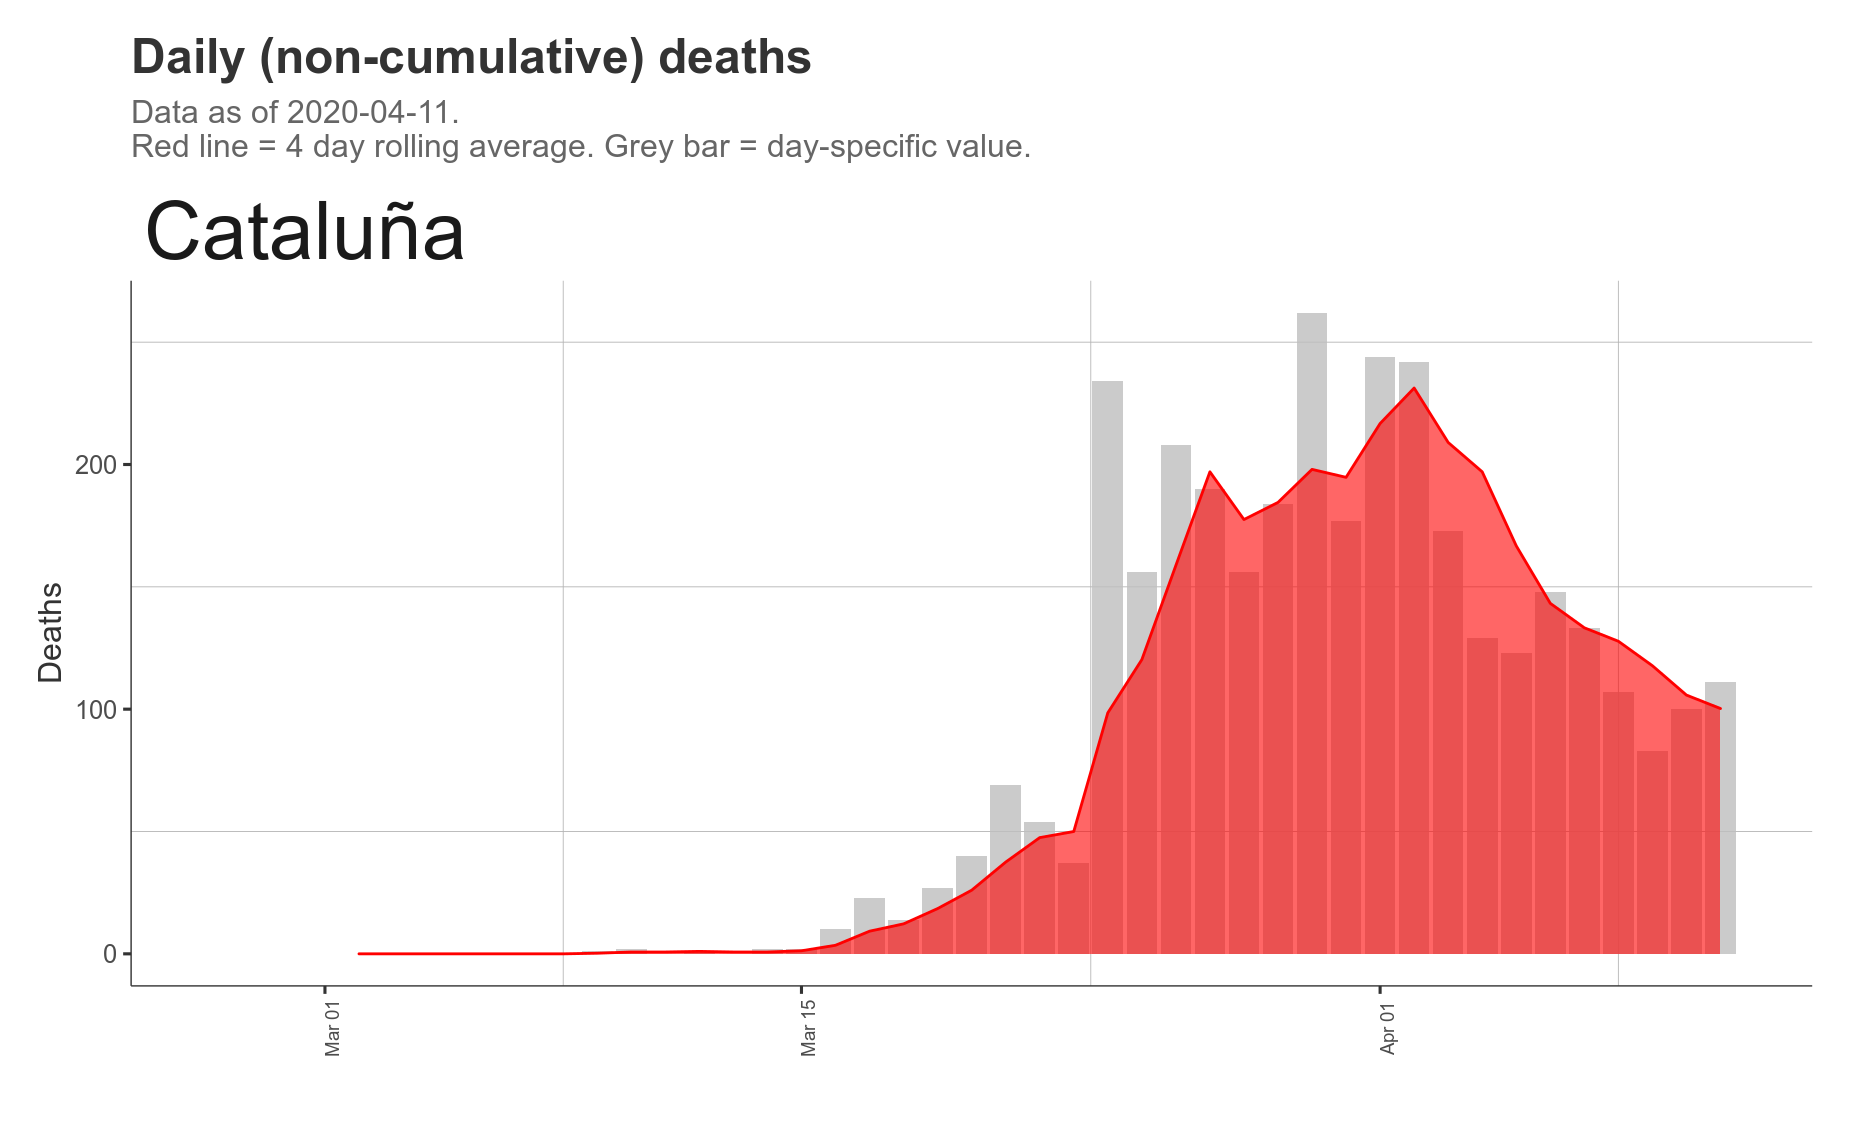 Daily (non-cumulative) deaths
Data as of 2020-04-11.
Red line = 4 day rolling average. Grey bar = day-specific value.
Cataluña
Deaths
200
100
0
Mar 01
Mar 15
Apr 01